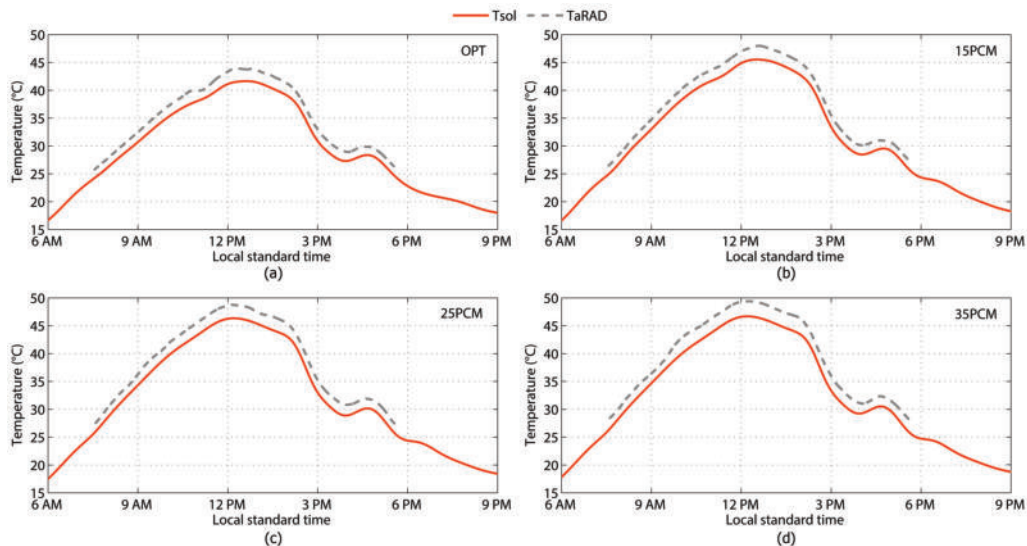 Tsol TaRAD
50
45
40
35
30
25
20
15
Temperature (°C)
OPT
6 AM 9 AM 12 PM 3 PM 6 PM 9 PM
Local standard time
(a)
50
45
40
35
30
25
20
15
Temperature (°C)
15PCM
6 AM 9 AM 12 PM 3 PM 6 PM 9 PM
Local standard time
(b)
50
45
40
35
30
25
20
15
Temperature (°C)
25PCM
6 AM 9 AM 12 PM 3 PM 6 PM 9 PM
Local standard time
(c)
50
45
40
35
30
25
20
15
Temperature (°C)
35PCM
6 AM 9 AM 12 PM 3 PM 6 PM 9 PM
Local standard time
(d)